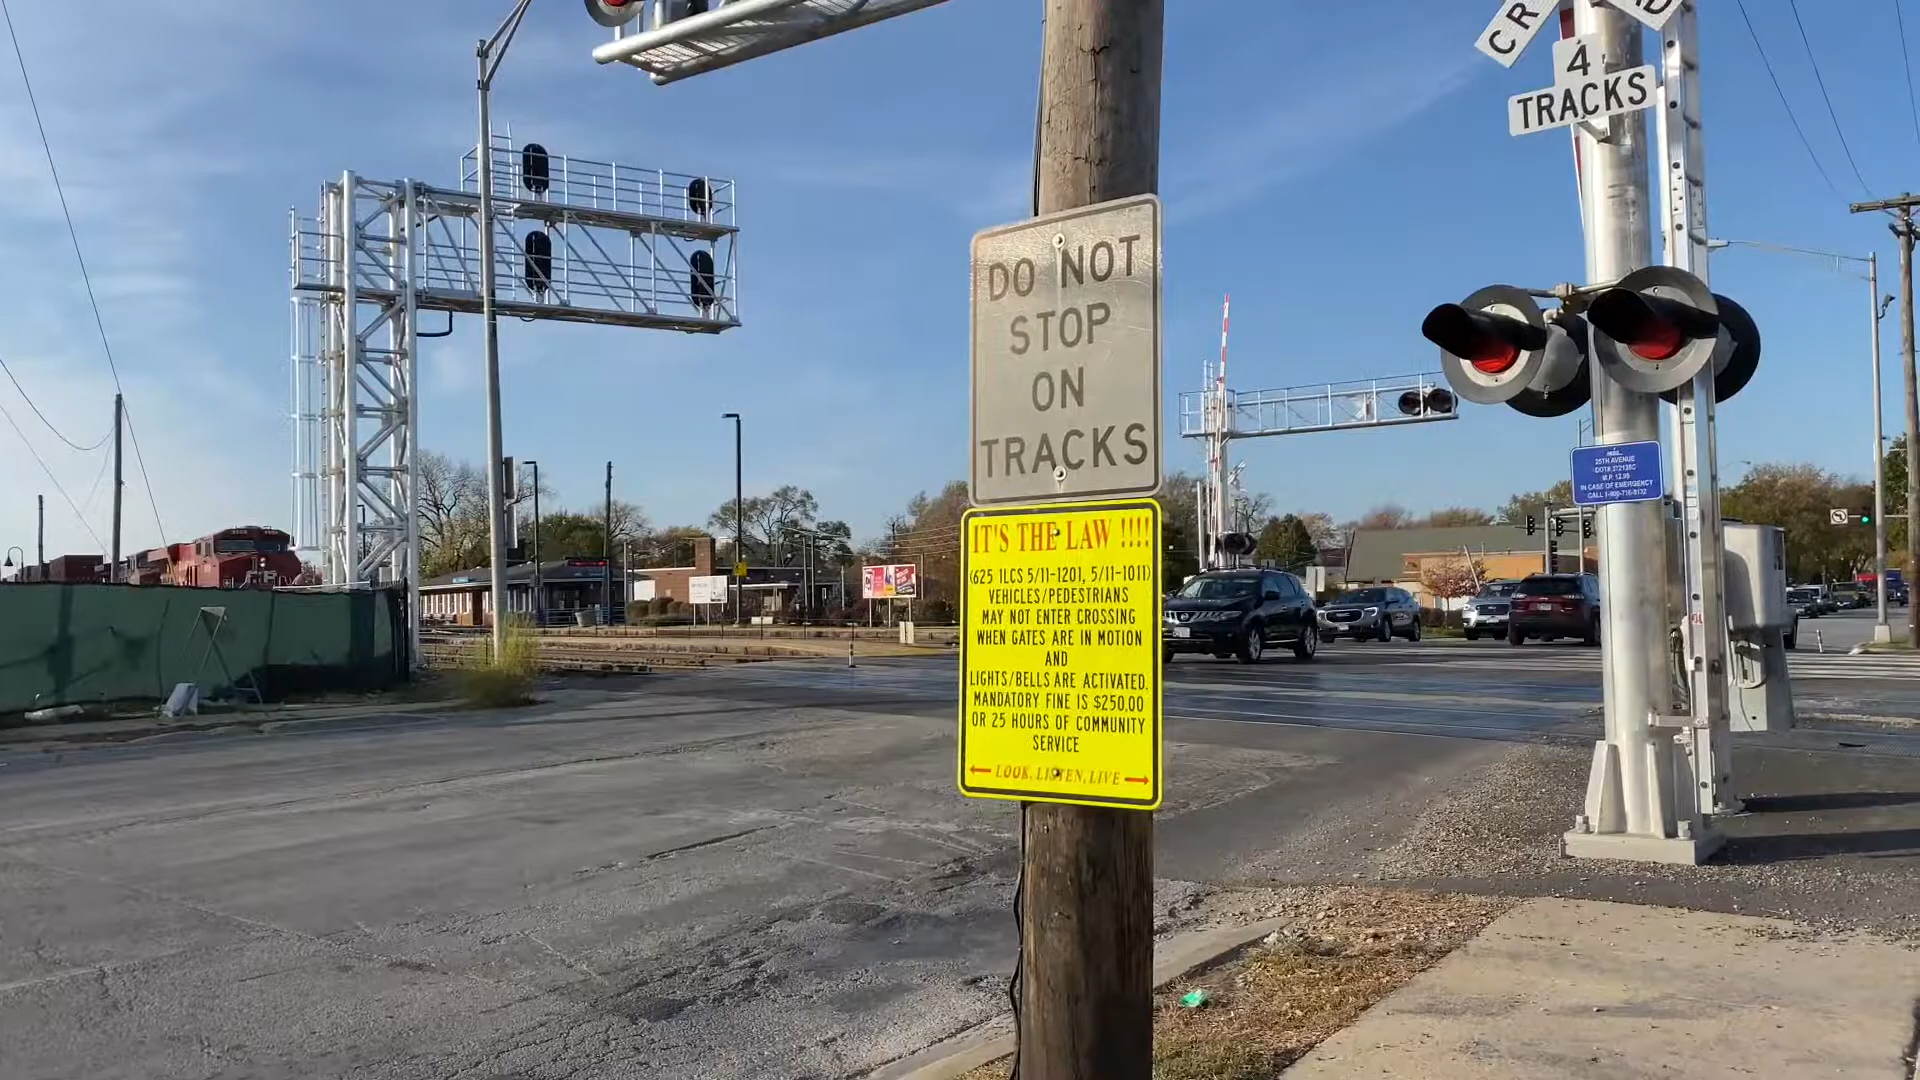 CR
D
4
TRACKS
DO NOT
STOP
ON
TRACKS
IT'S THE LAW !!!!
(625 1LCS 5/11-1201, 5/11-1011)
VEHICLES/PEDESTRIANS
MAY NOT ENTER CROSSING
WHEN GATES ARE IN MOTION
AND
LIGHTS/BELLS ARE ACTIVATED.
MANDATORY FINE IS $250.00
OR 25 HOURS OF COMMUNITY
SERVICE
LOOK, LISTEN, LIVE
25TH AVENUE
IN CASE OF EMERGENCY